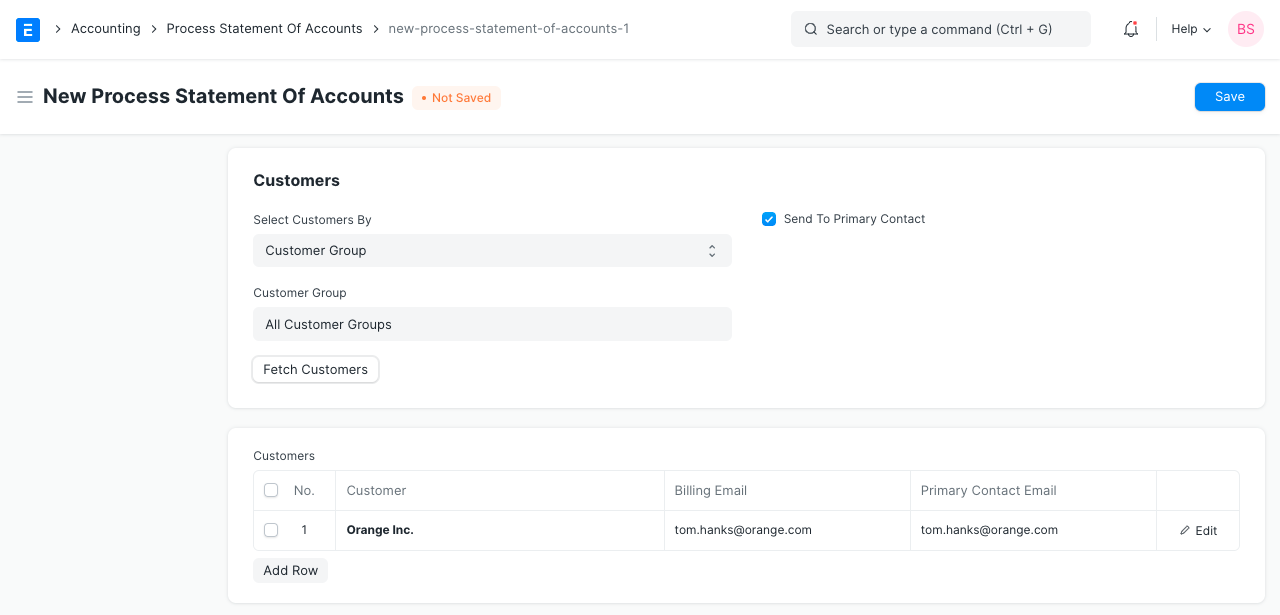 E Accounting Process Statement Of Accounts new-process-statement-of-accounts-1 Search or type a command (Ctrl + G) Help BS
New Process Statement Of Accounts • Not Saved Save
Customers
Select Customers By Send To Primary Contact
Customer Group
Customer Group
All Customer Groups
Fetch Customers
Customers
No. Customer Billing Email Primary Contact Email
1 Orange Inc. tom.hanks@orange.com tom.hanks@orange.com Edit
Add Row